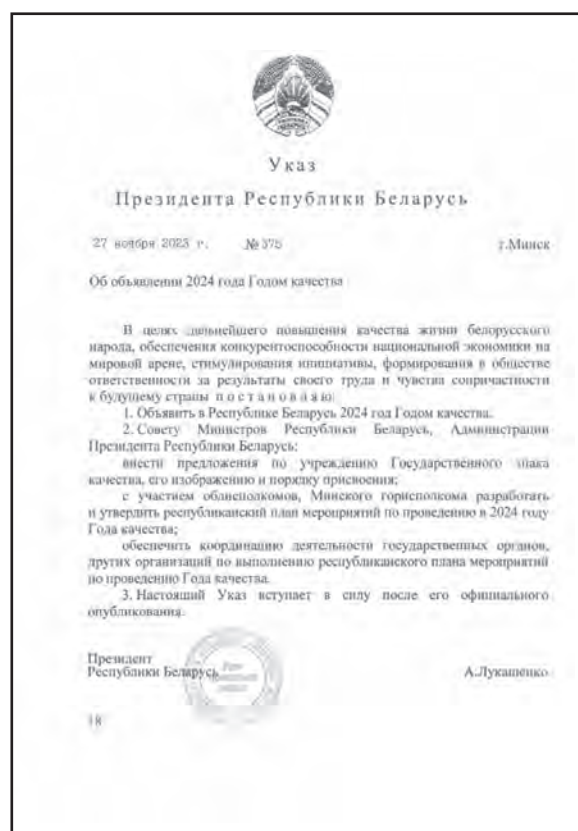 Указ
Президента Республики Беларусь
27 ноября 2023 г. № 375 г.Минск
Об объявлении 2024 года Годом качества
В целях дальнейшего повышения качества жизни белорусского
народа, обеспечения конкурентоспособности национальной экономики на
мировой арене, стимулирования инициативы, формирования в обществе
ответственности за результаты своего труда и чувства сопричастности
к будущему страны п о с т а н о в л я ю:
1. Объявить в Республике Беларусь 2024 год Годом качества.
2. Совету Министров Республики Беларусь, Администрации
Президента Республики Беларусь:
внести предложения по учреждению Государственного знака
качества, его изображению и порядку присвоения;
с участием облисполкомов, Минского горисполкома разработать
и утвердить республиканский план мероприятий по проведению в 2024 году
Года качества;
обеспечить координацию деятельности государственных органов,
других организаций по выполнению республиканского плана мероприятий
по проведению Года качества.
3. Настоящий Указ вступает в силу после его официального
опубликования.
Президент
Республики Беларусь А.Лукашенко
18